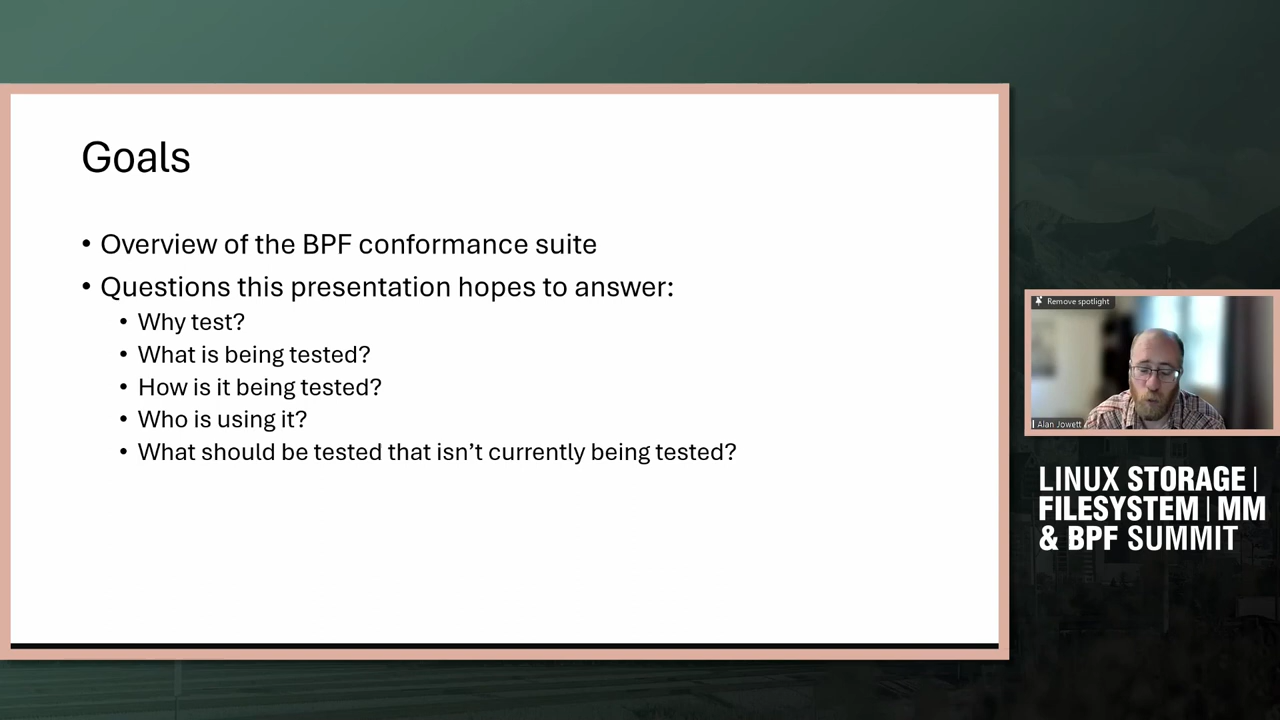 Goals
• Overview of the BPF conformance suite
• Questions this presentation hopes to answer:
• Why test?
• What is being tested?
• How is it being tested?
• Who is using it?
• What should be tested that isn’t currently being tested?
Remove spotlight
Alan Jowett
LINUX STORAGE |
FILESYSTEM | MM
& BPF SUMMIT